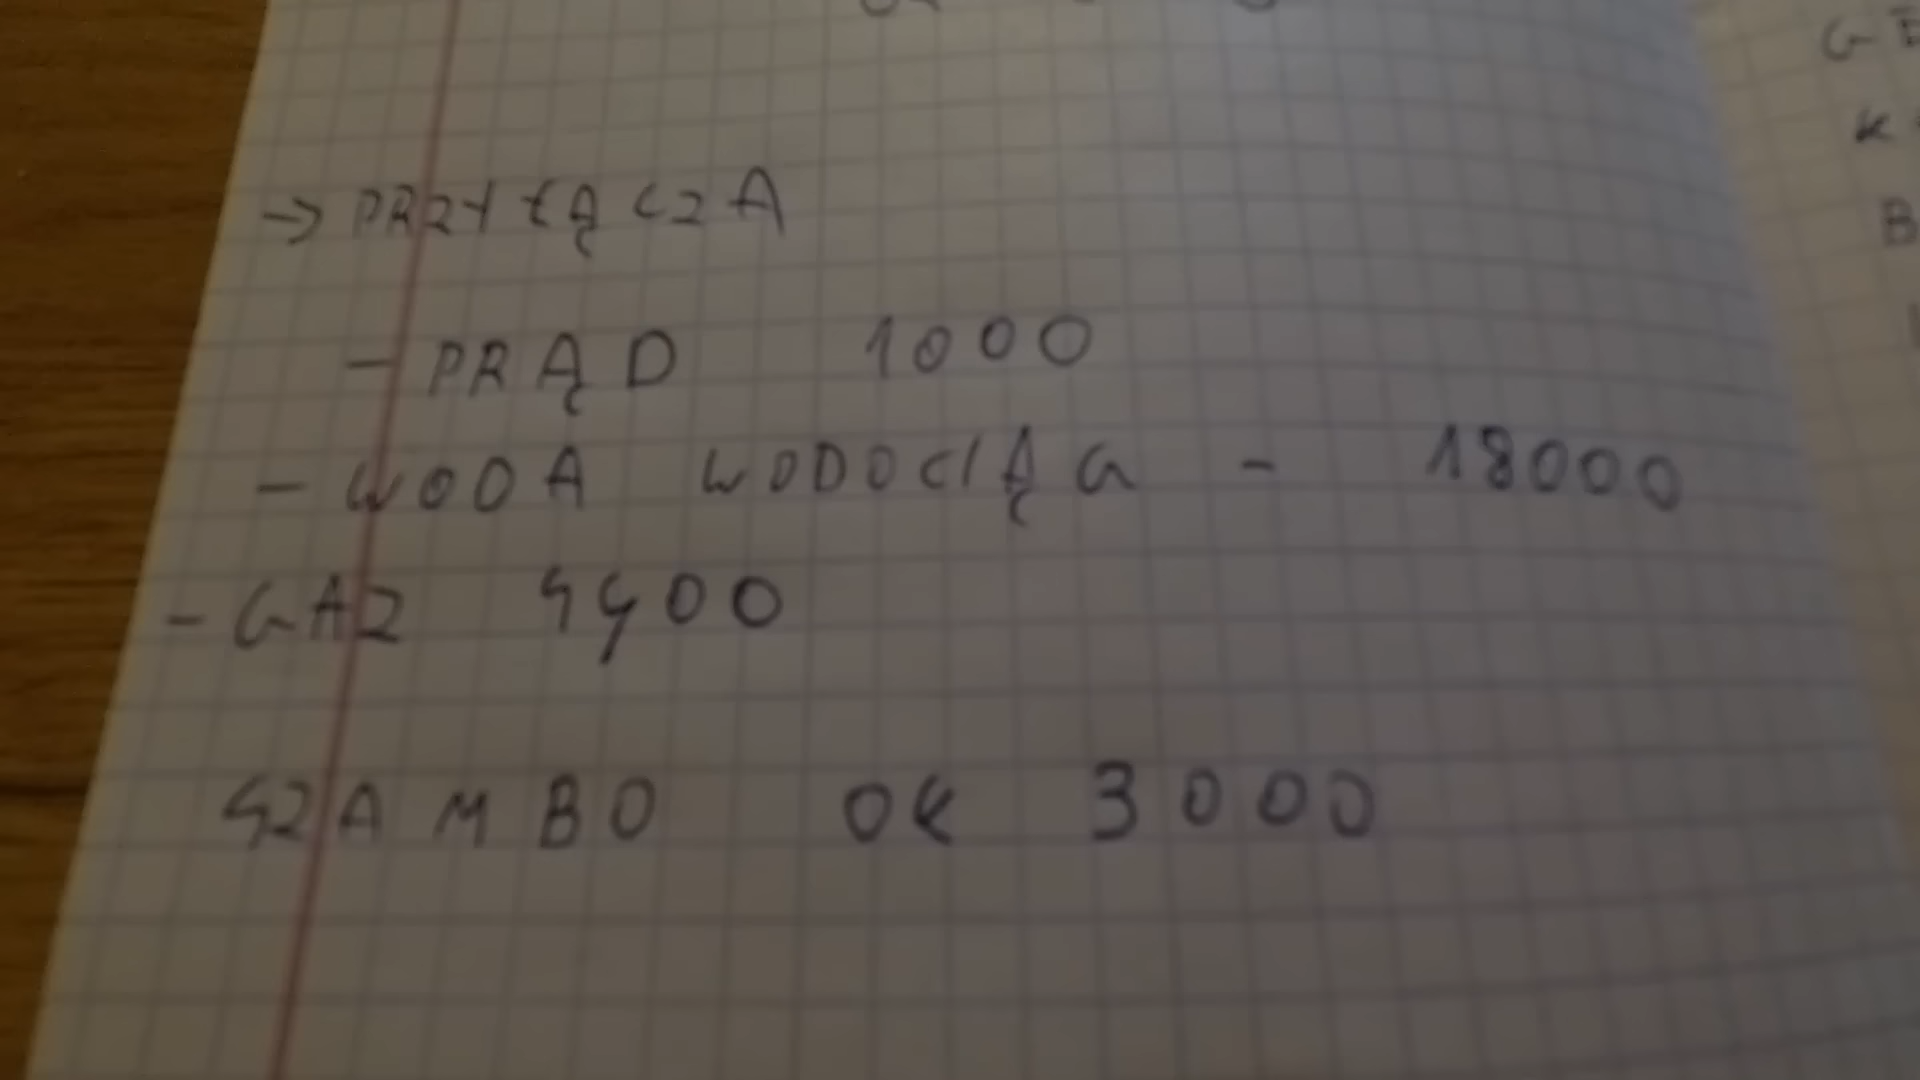 → PRZYŁĄCZA
- PRĄD 1000
- WODA WODOCIĄG - 18000
- GAZ 4400
SZAMBO OK 3000
G
K
B